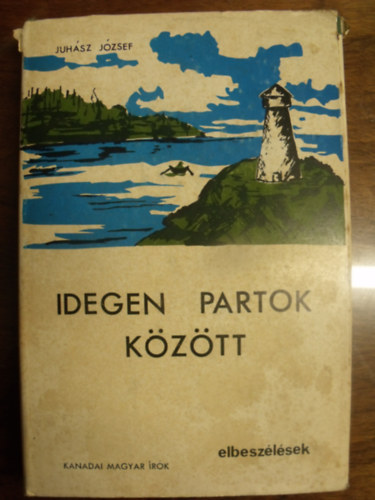 JUHÁSZ JÓZSEF
IDEGEN PARTOK
KÖZÖTT
elbeszélések
KANADAI MAGYAR ÍRÓK